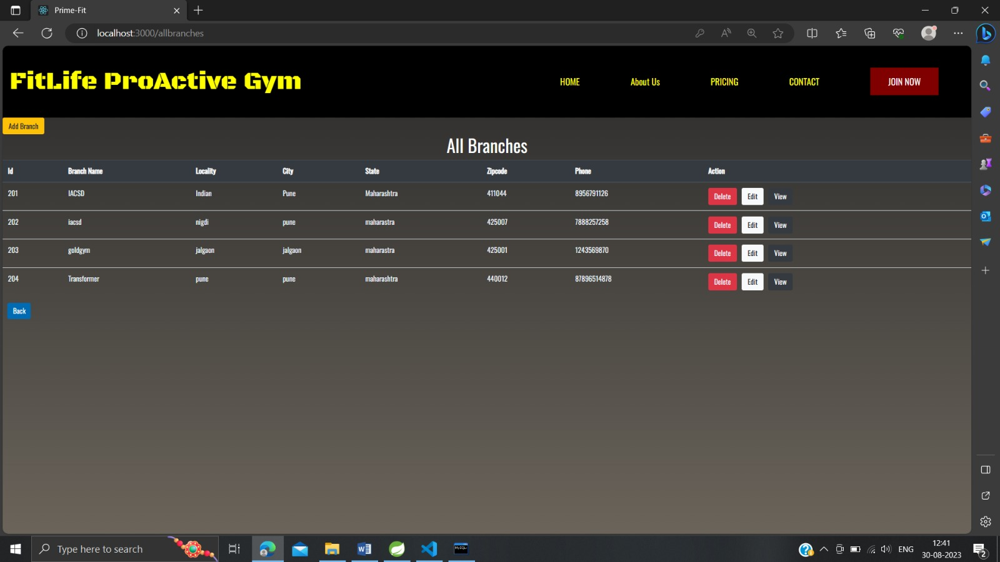 Prime-Fit
localhost:3000/allbranches
FitLife ProActive Gym
HOME About Us PRICING CONTACT JOIN NOW
Add Branch
All Branches
Id Branch Name Locality City State Zipcode Phone Action
201 IACSD Indian Pune Maharashtra 411044 8956791126 Delete Edit View
202 iacsd nigdi pune maharastra 425007 7888257258 Delete Edit View
203 goldgym jalgaon jalgaon maharastra 425001 1243569870 Delete Edit View
204 Transformer pune pune maharashtra 440012 87896514878 Delete Edit View
Back
Type here to search
ENG
12:41
30-08-2023
2